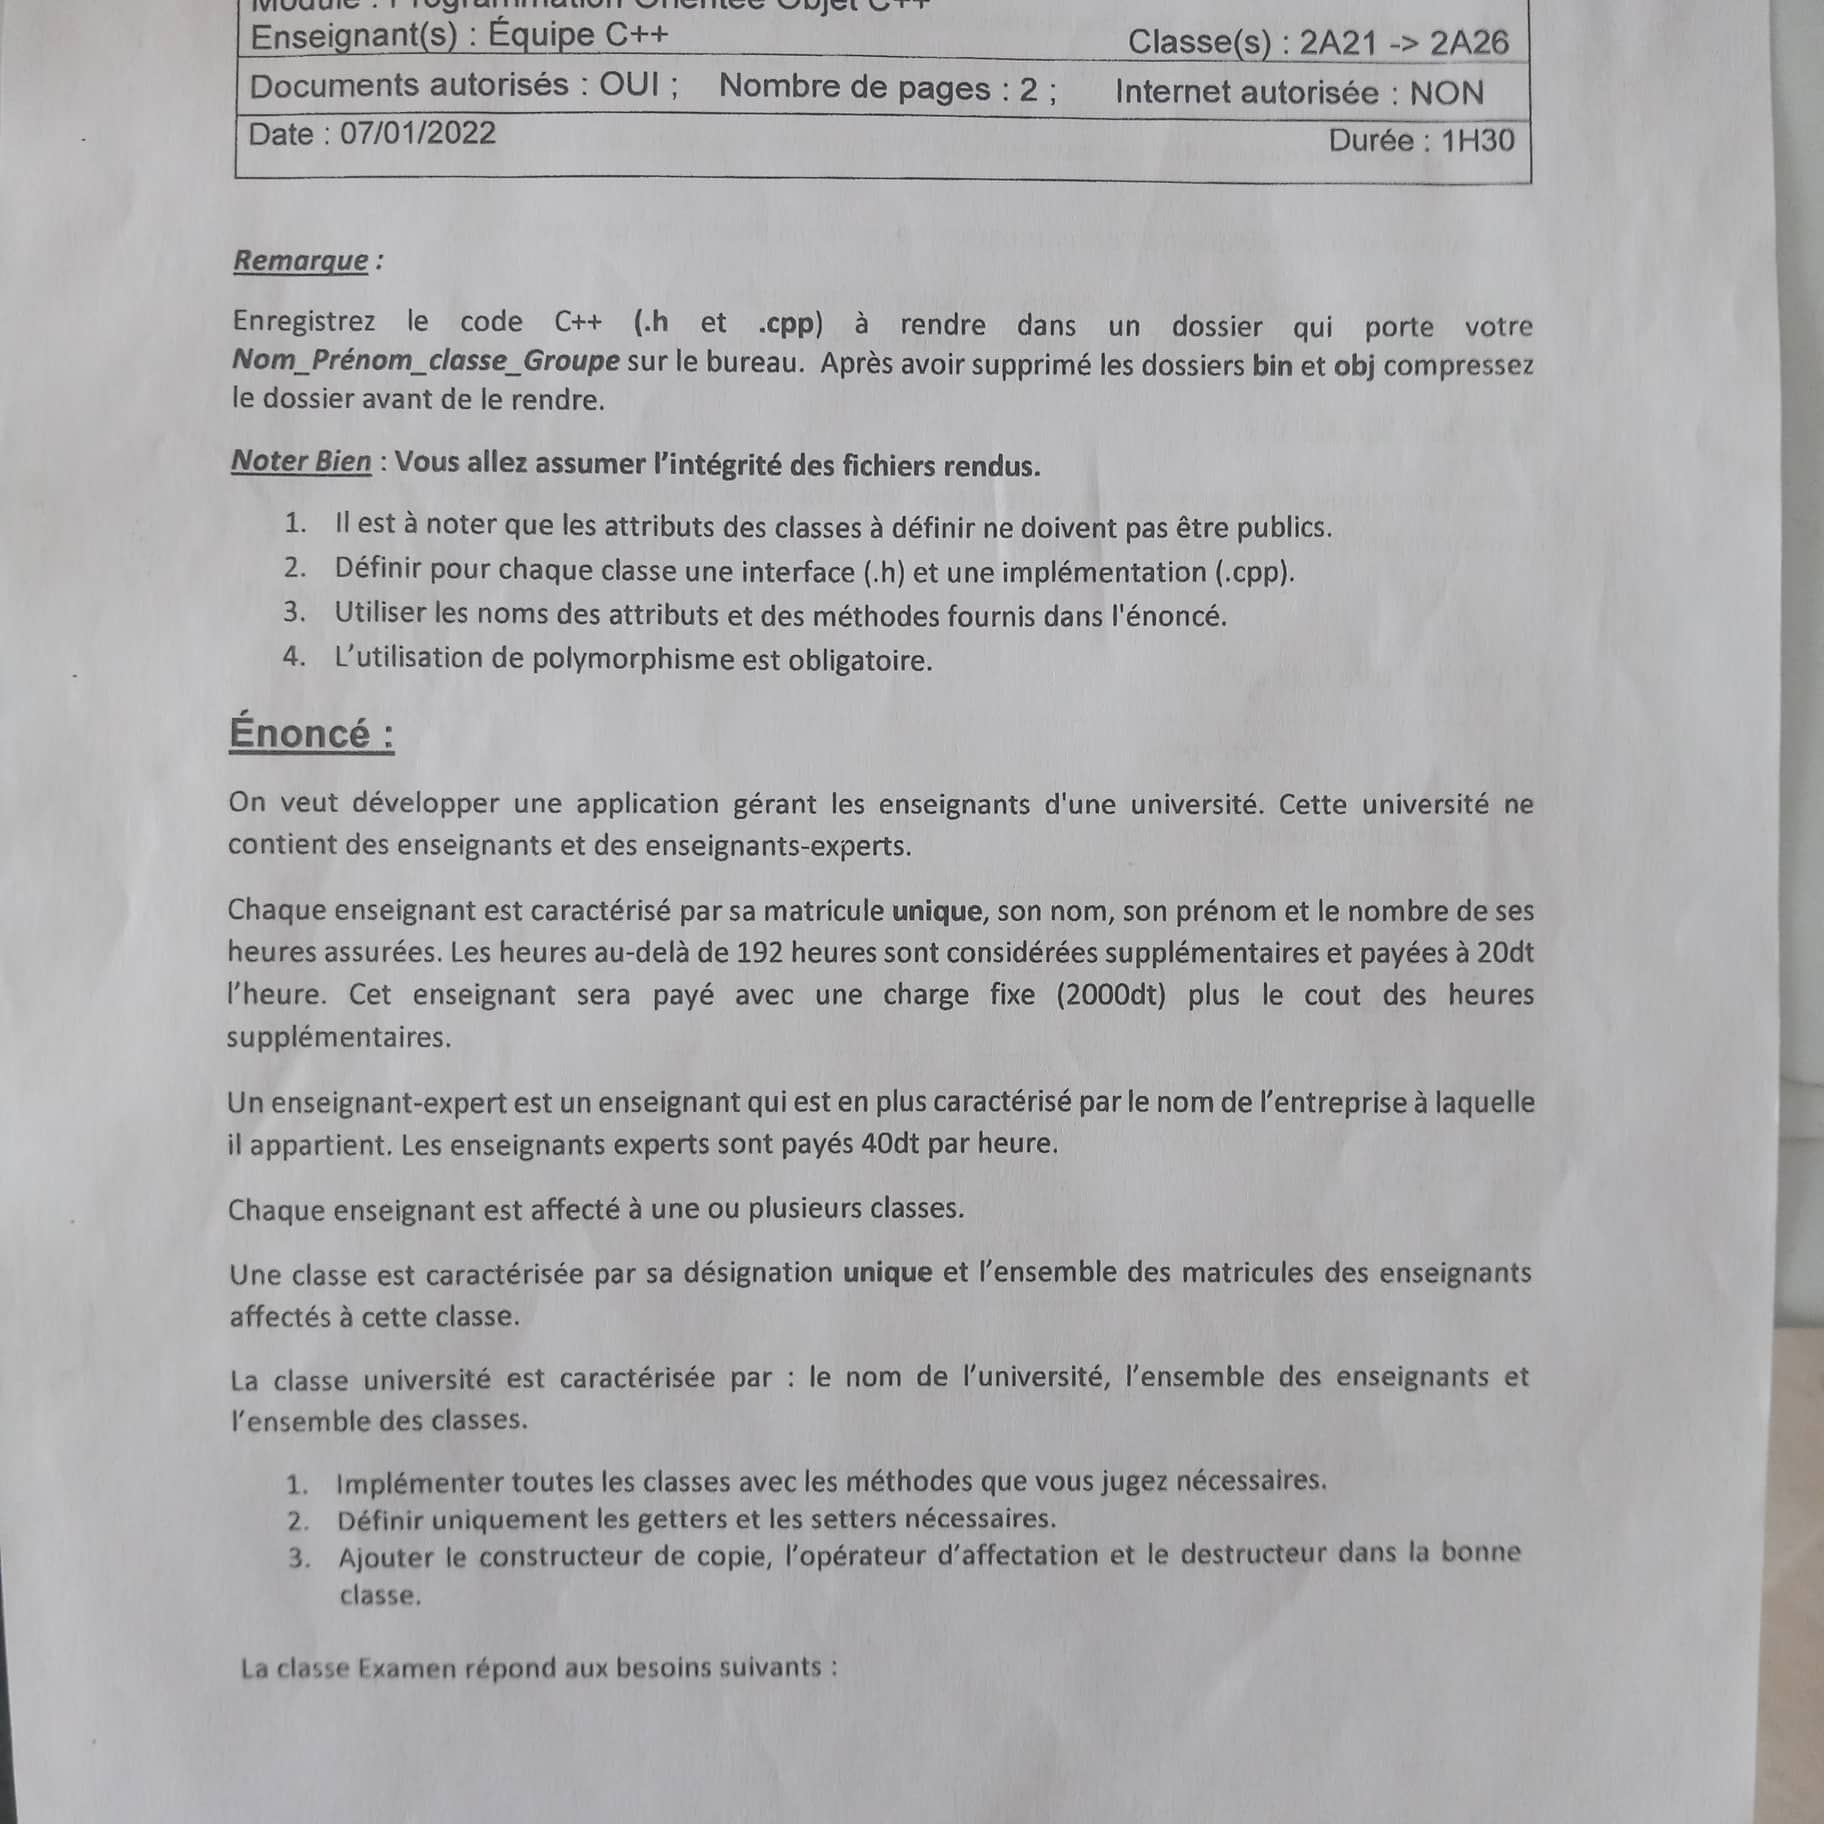 Module : Programmation Orientée Objet C++
Enseignant(s) : Équipe C++ Classe(s) : 2A21 -> 2A26
Documents autorisés : OUI ; Nombre de pages : 2 ; Internet autorisée : NON
Date : 07/01/2022 Durée : 1H30
Remarque :
Enregistrez le code C++ (.h et .cpp) à rendre dans un dossier qui porte votre
Nom_Prénom_classe_Groupe sur le bureau. Après avoir supprimé les dossiers bin et obj compressez
le dossier avant de le rendre.
Noter Bien : Vous allez assumer l'intégrité des fichiers rendus.
1. Il est à noter que les attributs des classes à définir ne doivent pas être publics.
2. Définir pour chaque classe une interface (.h) et une implémentation (.cpp).
3. Utiliser les noms des attributs et des méthodes fournis dans l'énoncé.
4. L'utilisation de polymorphisme est obligatoire.
Énoncé :
On veut développer une application gérant les enseignants d'une université. Cette université ne
contient des enseignants et des enseignants-experts.
Chaque enseignant est caractérisé par sa matricule unique, son nom, son prénom et le nombre de ses
heures assurées. Les heures au-delà de 192 heures sont considérées supplémentaires et payées à 20dt
l'heure. Cet enseignant sera payé avec une charge fixe (2000dt) plus le cout des heures
supplémentaires.
Un enseignant-expert est un enseignant qui est en plus caractérisé par le nom de l'entreprise à laquelle
il appartient. Les enseignants experts sont payés 40dt par heure.
Chaque enseignant est affecté à une ou plusieurs classes.
Une classe est caractérisée par sa désignation unique et l'ensemble des matricules des enseignants
affectés à cette classe.
La classe université est caractérisée par : le nom de l'université, l'ensemble des enseignants et
l'ensemble des classes.
1. Implémenter toutes les classes avec les méthodes que vous jugez nécessaires.
2. Définir uniquement les getters et les setters nécessaires.
3. Ajouter le constructeur de copie, l'opérateur d'affectation et le destructeur dans la bonne
classe.
La classe Examen répond aux besoins suivants :